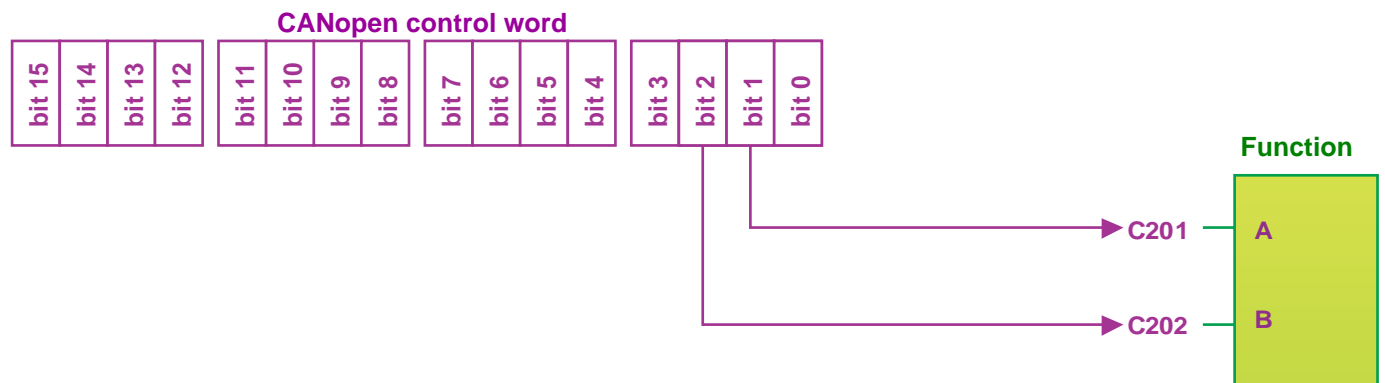 CANopen control word
bit 15
bit 14
bit 13
bit 12
bit 11
bit 10
bit 9
bit 8
bit 7
bit 6
bit 5
bit 4
bit 3
bit 2
bit 1
bit 0
Function
C201
A
C202
B